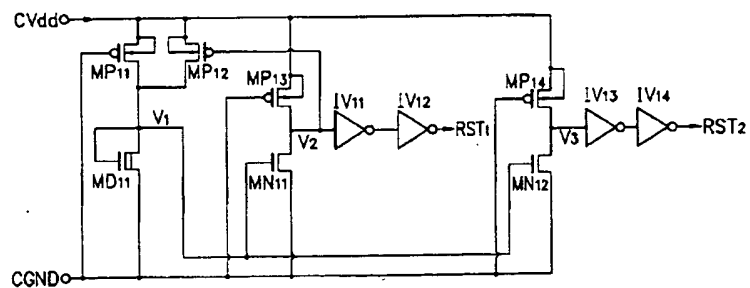 CVdd
MP11
MP12
MP13
MP14
IV11
IV12
IV13
IV14
V1
V2
V3
RST1
RST2
MD11
MN11
MN12
CGND